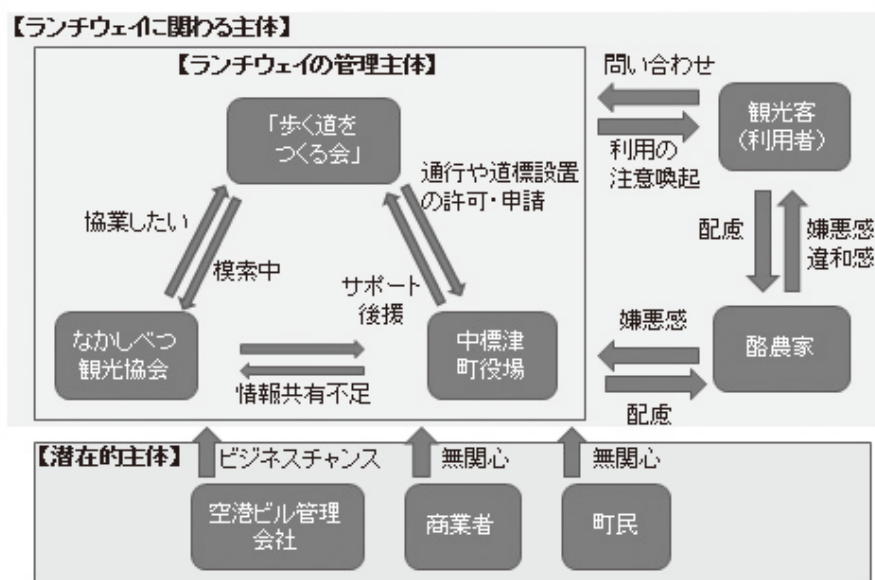 【ランチウェイに関わる主体】
【ランチウェイの管理主体】
「歩く道を
つくる会」
協業したい
模索中
通行や道標設置
の許可・申請
サポート
後援
なかしべつ
観光協会
情報共有不足
中標津
町役場
問い合わせ
利用の
注意喚起
観光客
(利用者)
配慮
嫌悪感
違和感
嫌悪感
配慮
酪農家
【潜在的主体】
ビジネスチャンス
無関心
無関心
空港ビル管理
会社
商業者
町民